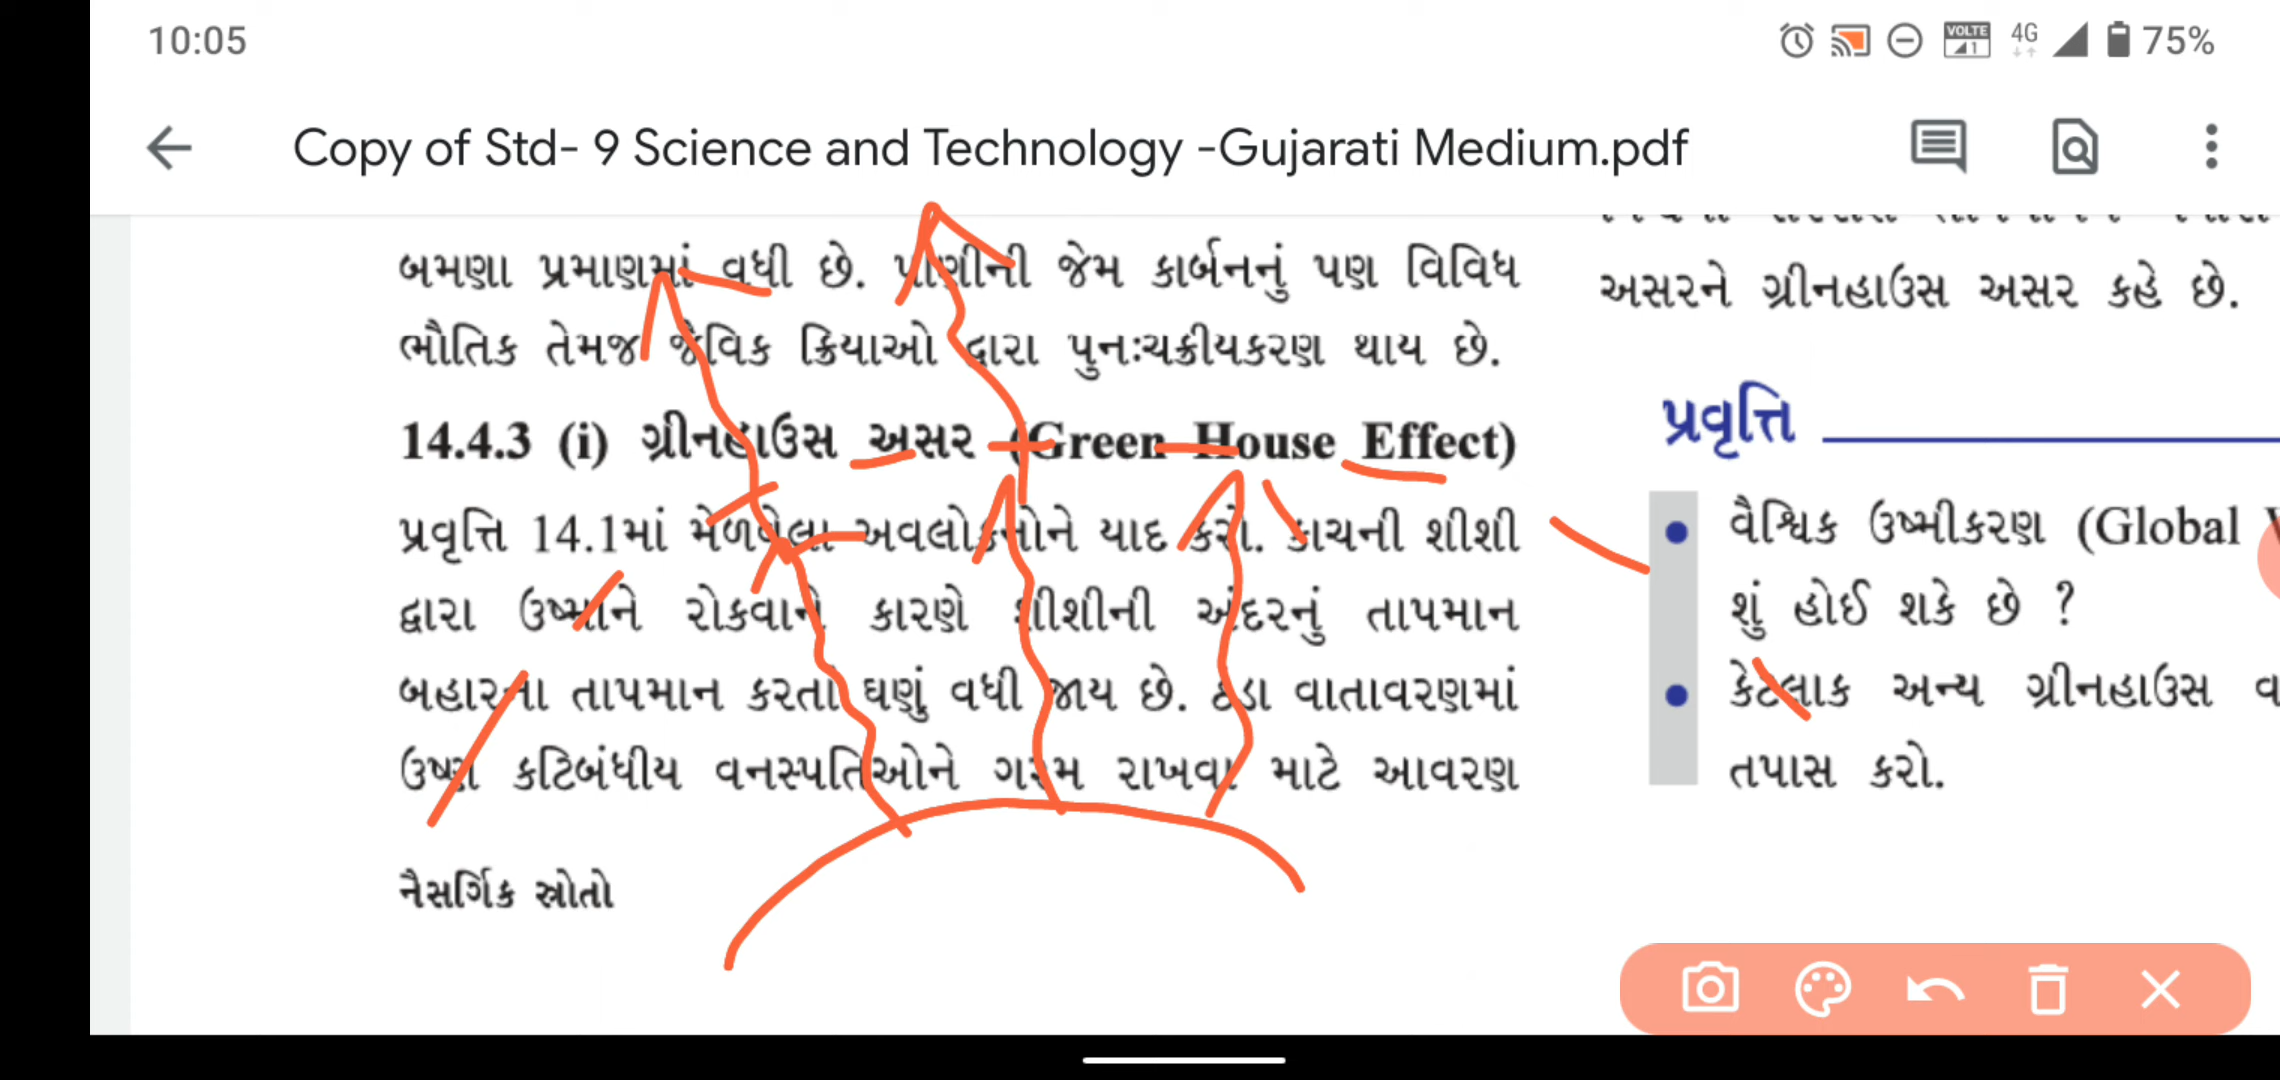 10:05
VOLTE 1 4G 75%
Copy of Std- 9 Science and Technology -Gujarati Medium.pdf
બમણા પ્રમાણમાં વધી છે. પાણીની જેમ કાર્બનનું પણ વિવિધ
ભૌતિક તેમજ જૈવિક ક્રિયાઓ દ્વારા પુનઃચક્રીયકરણ થાય છે.
14.4.3 (i) ગ્રીનહાઉસ અસર (Green House Effect)
પ્રવૃત્તિ 14.1માં મેળવેલા અવલોકનોને યાદ કરો. કાચની શીશી
દ્વારા ઉષ્માને રોકવાને કારણે શીશીની અંદરનું તાપમાન
બહારના તાપમાન કરતાં ઘણું વધી જાય છે. ઠંડા વાતાવરણમાં
ઉષ્ણ કટિબંધીય વનસ્પતિઓને ગરમ રાખવા માટે આવરણ
નૈસર્ગિક સ્રોતો
અસરને ગ્રીનહાઉસ અસર કહે છે.
પ્રવૃત્તિ
• વૈશ્વિક ઉષ્મીકરણ (Global
શું હોઈ શકે છે ?
• કેટલાક અન્ય ગ્રીનહાઉસ
તપાસ કરો.